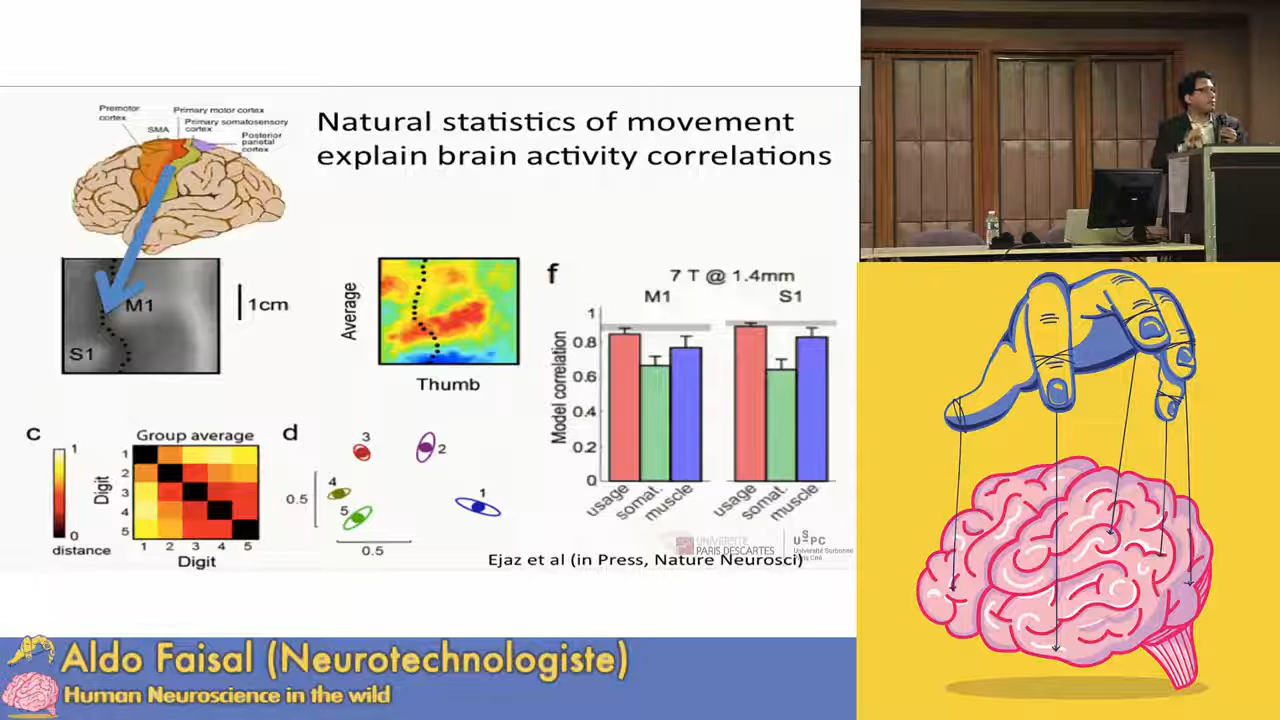 Premotor
cortex
Primary motor cortex
SMA
Primary somatosensory
cortex
Posterior
parietal
cortex
Natural statistics of movement
explain brain activity correlations
M1
S1
1cm
Average
Thumb
f
7 T @ 1.4mm
M1 S1
Model correlation
1
0.8
0.6
0.4
0.2
0
usage somat. muscle usage somat. muscle
c
Group average
1
0
distance
Digit
1
2
3
4
5
1 2 3 4 5
Digit
d
3
2
4
1
5
0.5
0.5
UNIVERSITÉ
PARIS DESCARTES
U S PC
Université Sorbonne
Paris Cité
Ejaz et al (in Press, Nature Neurosci)
Aldo Faisal (Neurotechnologiste)
Human Neuroscience in the wild